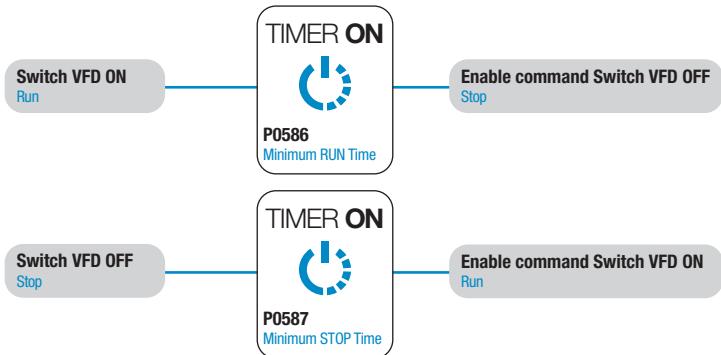 TIMER ON
Switch VFD ON
Run
Enable command Switch VFD OFF
Stop
P0586
Minimum RUN Time
TIMER ON
Switch VFD OFF
Stop
Enable command Switch VFD ON
Run
P0587
Minimum STOP Time